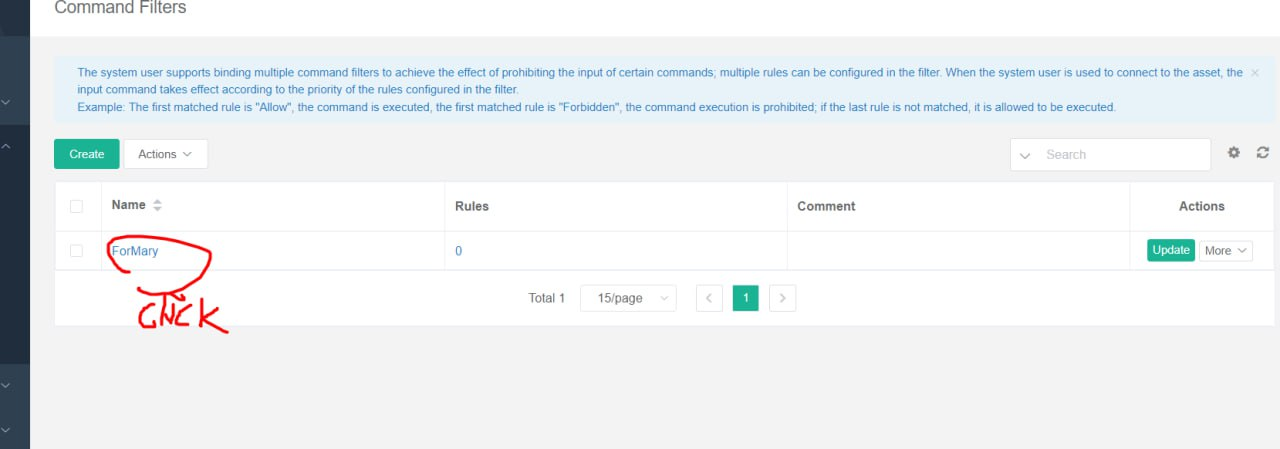 Command Filters
The system user supports binding multiple command filters to achieve the effect of prohibiting the input of certain commands; multiple rules can be configured in the filter. When the system user is used to connect to the asset, the
input command takes effect according to the priority of the rules configured in the filter.
Example: The first matched rule is "Allow", the command is executed, the first matched rule is "Forbidden", the command execution is prohibited; if the last rule is not matched, it is allowed to be executed.
Create Actions Search
Name Rules Comment Actions
ForMary 0 Update More
Total 1 15/page 1